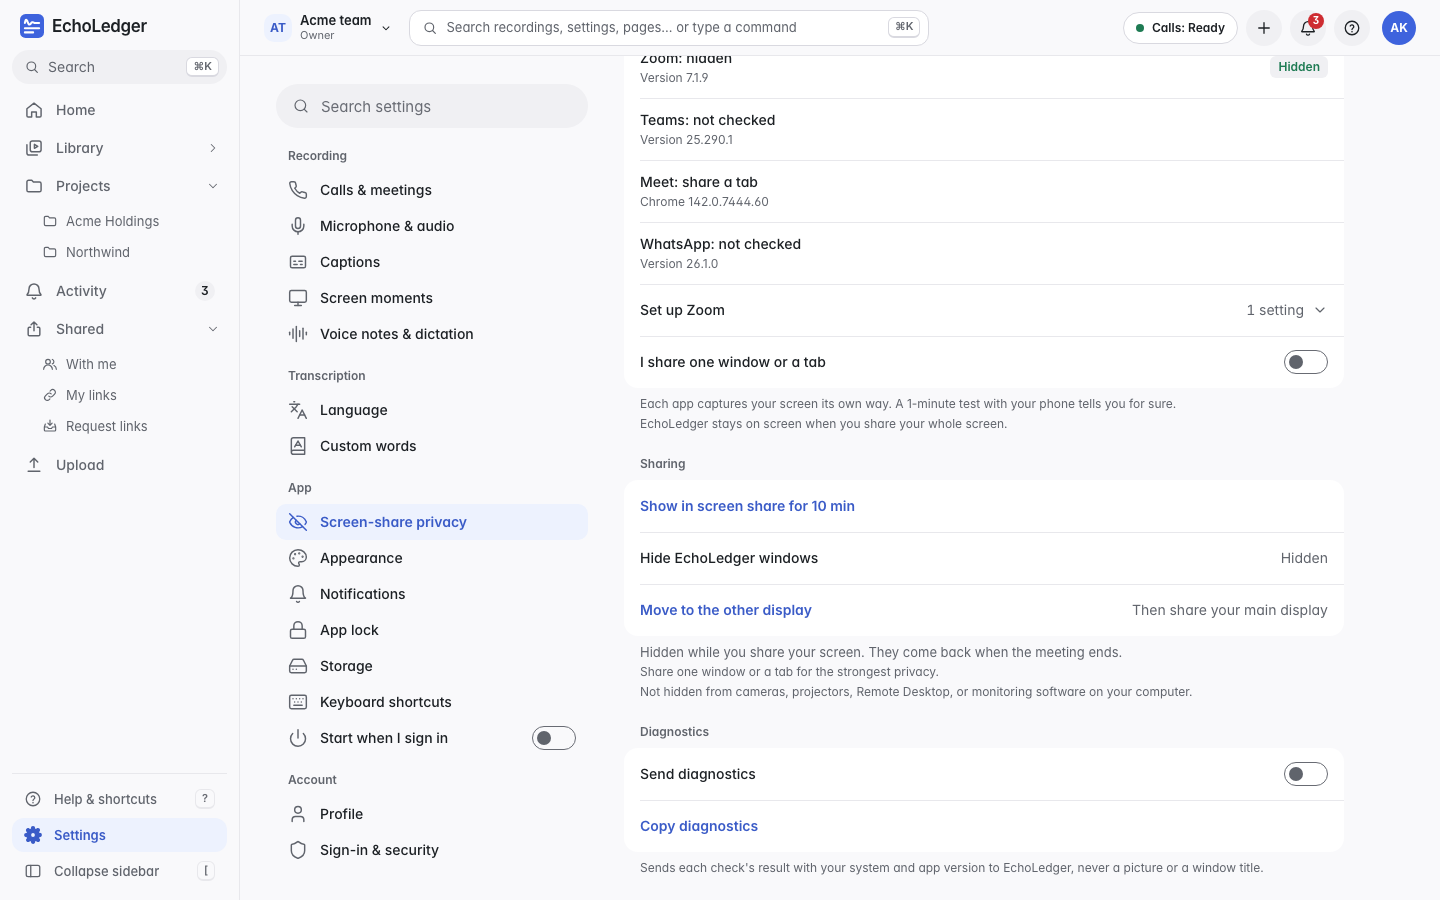 EchoLedger
Search ⌘K
Home
Library
Projects
Acme Holdings
Northwind
Activity 3
Shared
With me
My links
Request links
Upload
Help & shortcuts ?
Settings
Collapse sidebar [
AT Acme team
Owner
Search recordings, settings, pages... or type a command ⌘K
Calls: Ready
3
AK
Search settings
Recording
Calls & meetings
Microphone & audio
Captions
Screen moments
Voice notes & dictation
Transcription
Language
Custom words
App
Screen-share privacy
Appearance
Notifications
App lock
Storage
Keyboard shortcuts
Start when I sign in
Account
Profile
Sign-in & security
Zoom: hidden
Version 7.1.9
Hidden
Teams: not checked
Version 25.290.1
Meet: share a tab
Chrome 142.0.7444.60
WhatsApp: not checked
Version 26.1.0
Set up Zoom 1 setting
I share one window or a tab
Each app captures your screen its own way. A 1-minute test with your phone tells you for sure.
EchoLedger stays on screen when you share your whole screen.
Sharing
Show in screen share for 10 min
Hide EchoLedger windows Hidden
Move to the other display Then share your main display
Hidden while you share your screen. They come back when the meeting ends.
Share one window or a tab for the strongest privacy.
Not hidden from cameras, projectors, Remote Desktop, or monitoring software on your computer.
Diagnostics
Send diagnostics
Copy diagnostics
Sends each check's result with your system and app version to EchoLedger, never a picture or a window title.